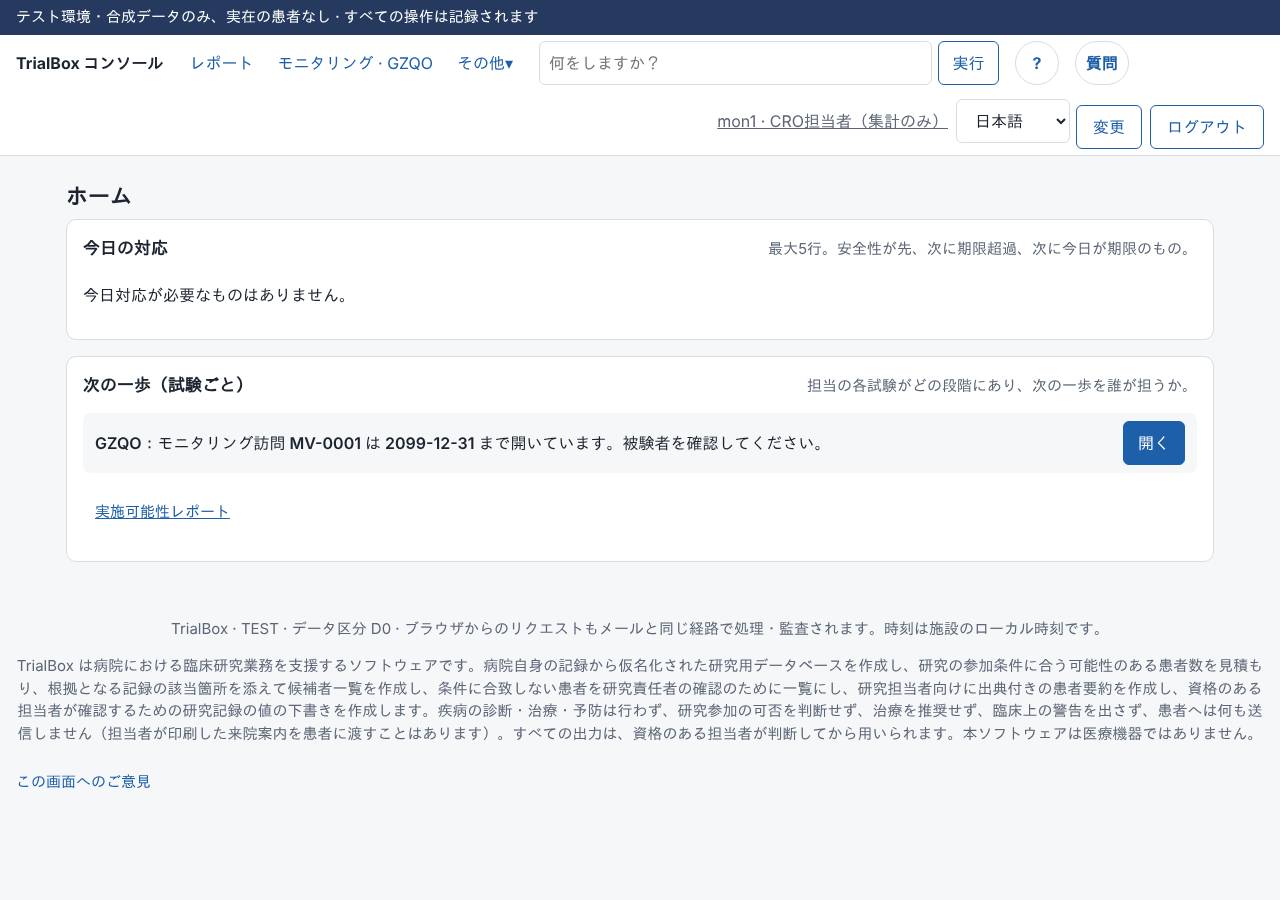 テスト環境・合成データのみ、実在の患者なし · すべての操作は記録されます
TrialBox コンソール レポート モニタリング · GZQO その他▾ 何をしますか？ 実行 ? 質問
mon1 · CRO担当者（集計のみ） 日本語 変更 ログアウト
ホーム
今日の対応 最大5行。安全性が先、次に期限超過、次に今日が期限のもの。
今日対応が必要なものはありません。
次の一歩（試験ごと） 担当の各試験がどの段階にあり、次の一歩を誰が担うか。
GZQO：モニタリング訪問 MV-0001 は 2099-12-31 まで開いています。被験者を確認してください。 開く
実施可能性レポート
TrialBox · TEST · データ区分 D0 · ブラウザからのリクエストもメールと同じ経路で処理・監査されます。時刻は施設のローカル時刻です。
TrialBox は病院における臨床研究業務を支援するソフトウェアです。病院自身の記録から仮名化された研究用データベースを作成し、研究の参加条件に合う可能性のある患者数を見積も
り、根拠となる記録の該当箇所を添えて候補者一覧を作成し、条件に合致しない患者を研究責任者の確認のために一覧にし、研究担当者向けに出典付きの患者要約を作成し、資格のある
担当者が確認するための研究記録の値の下書きを作成します。疾病の診断・治療・予防は行わず、研究参加の可否を判断せず、治療を推奨せず、臨床上の警告を出さず、患者へは何も送
信しません（担当者が印刷した来院案内を患者に渡すことはあります）。すべての出力は、資格のある担当者が判断してから用いられます。本ソフトウェアは医療機器ではありません。
この画面へのご意見